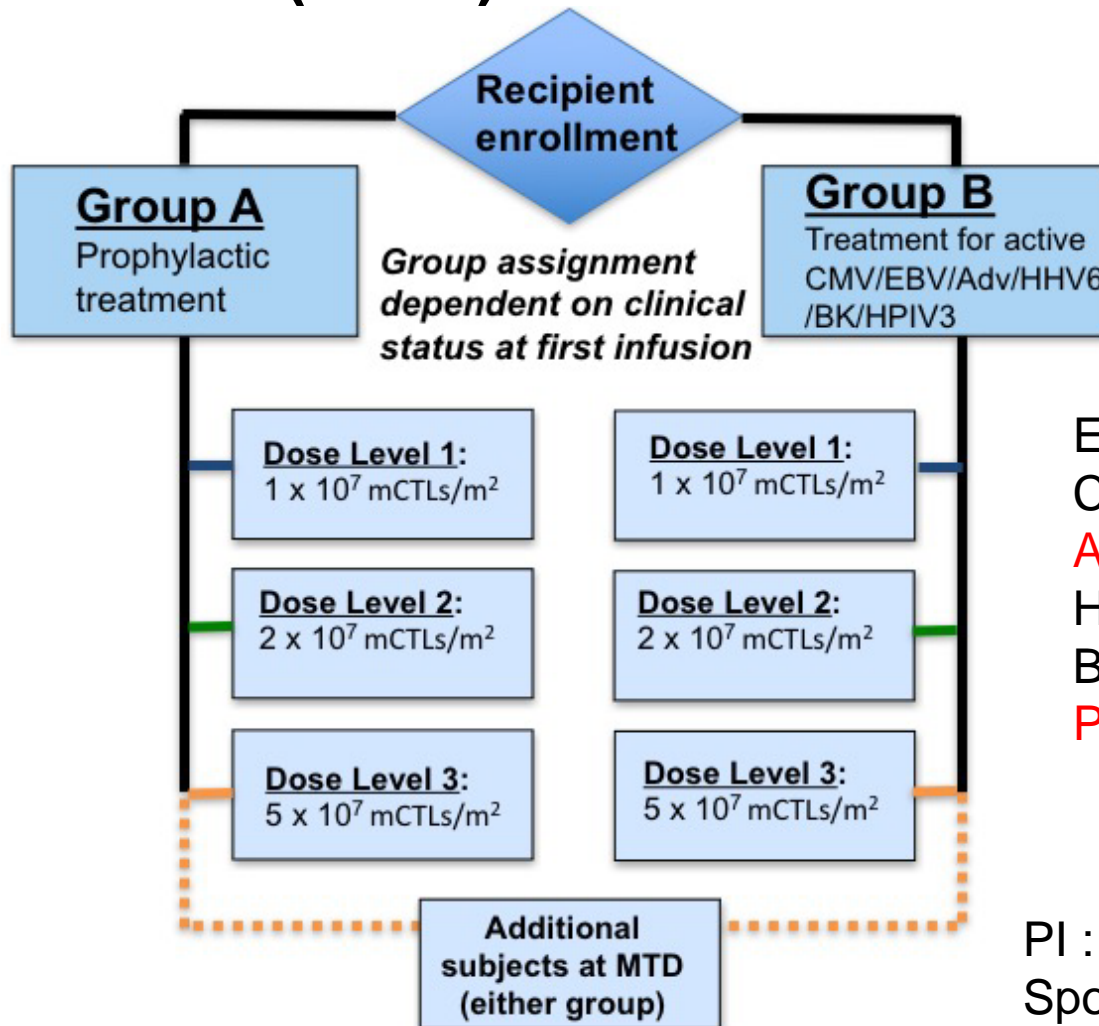 Recipient
enrollment
Group A
Prophylactic
treatment
Group assignment
dependent on clinical
status at first infusion
Group B
Treatment for active
CMV/EBV/Adv/HHV6
/BK/HPIV3
Dose Level 1:
1 x 10⁷ mCTLs/m²
Dose Level 2:
2 x 10⁷ mCTLs/m²
Dose Level 3:
5 x 10⁷ mCTLs/m²
Dose Level 1:
1 x 10⁷ mCTLs/m²
Dose Level 2:
2 x 10⁷ mCTLs/m²
Dose Level 3:
5 x 10⁷ mCTLs/m²
Additional
subjects at MTD
(either group)
E
A
H
B
P
PI :
Spo